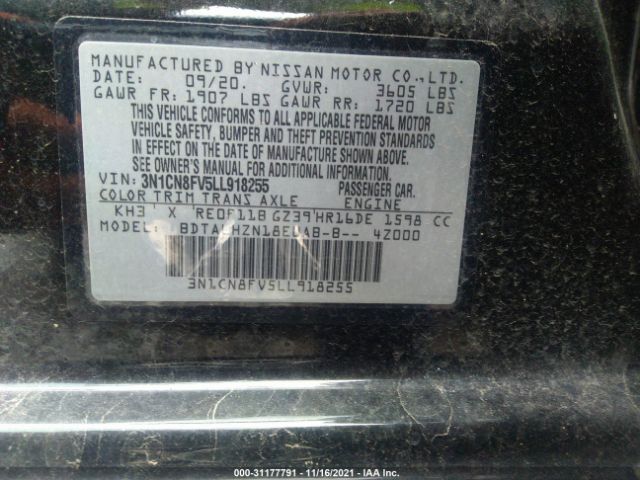 MANUFACTURED BY NISSAN MOTOR CO.,LTD.
DATE: 09/20. GVWR: 3605 LBS
GAWR FR: 1907 LBS GAWR RR: 1720 LBS
THIS VEHICLE CONFORMS TO ALL APPLICABLE FEDERAL MOTOR
VEHICLE SAFETY, BUMPER AND THEFT PREVENTION STANDARDS
IN EFFECT ON THE DATE OF MANUFACTURE SHOWN ABOVE.
SEE OWNER'S MANUAL FOR ADDITIONAL INFORMATION.
VIN: 3N1CN8FV5LL918255 PASSENGER CAR.
COLOR TRIM TRANS AXLE ENGINE
KH3 X RE0F11B GZ39 HR16DE 1598 CC
MODEL: 4Z000
3N1CN8FV5LL918255
000-31177791 - 11/16/2021 - IAA Inc.